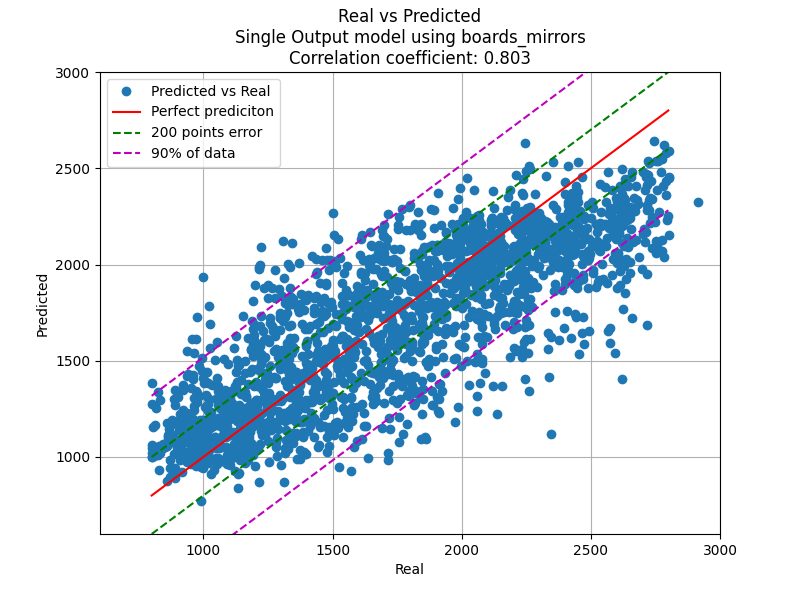 Real vs Predicted
Single Output model using boards_mirrors
Correlation coefficient: 0.803
3000
2500
2000
1500
1000
Predicted
Predicted vs Real
Perfect prediciton
200 points error
90% of data
1000
1500
2000
2500
3000
Real